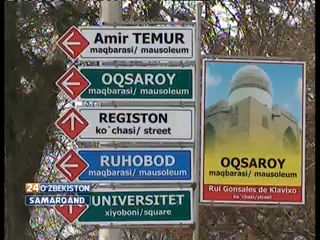 Amir TEMUR
maqbarasi/ mausoleum
OQSAROY
maqbarasi/ mausoleum
REGISTON
ko`chasi/ street
RUHOBOD
maqbarasi/ mausoleum
UNIVERSITET
xiyoboni/square
OQSAROY
maqbarasi/ mausoleum
Rui Gonsales de Klavixo
ko`chasi/street
24 O'ZBEKISTON
SAMARQAND